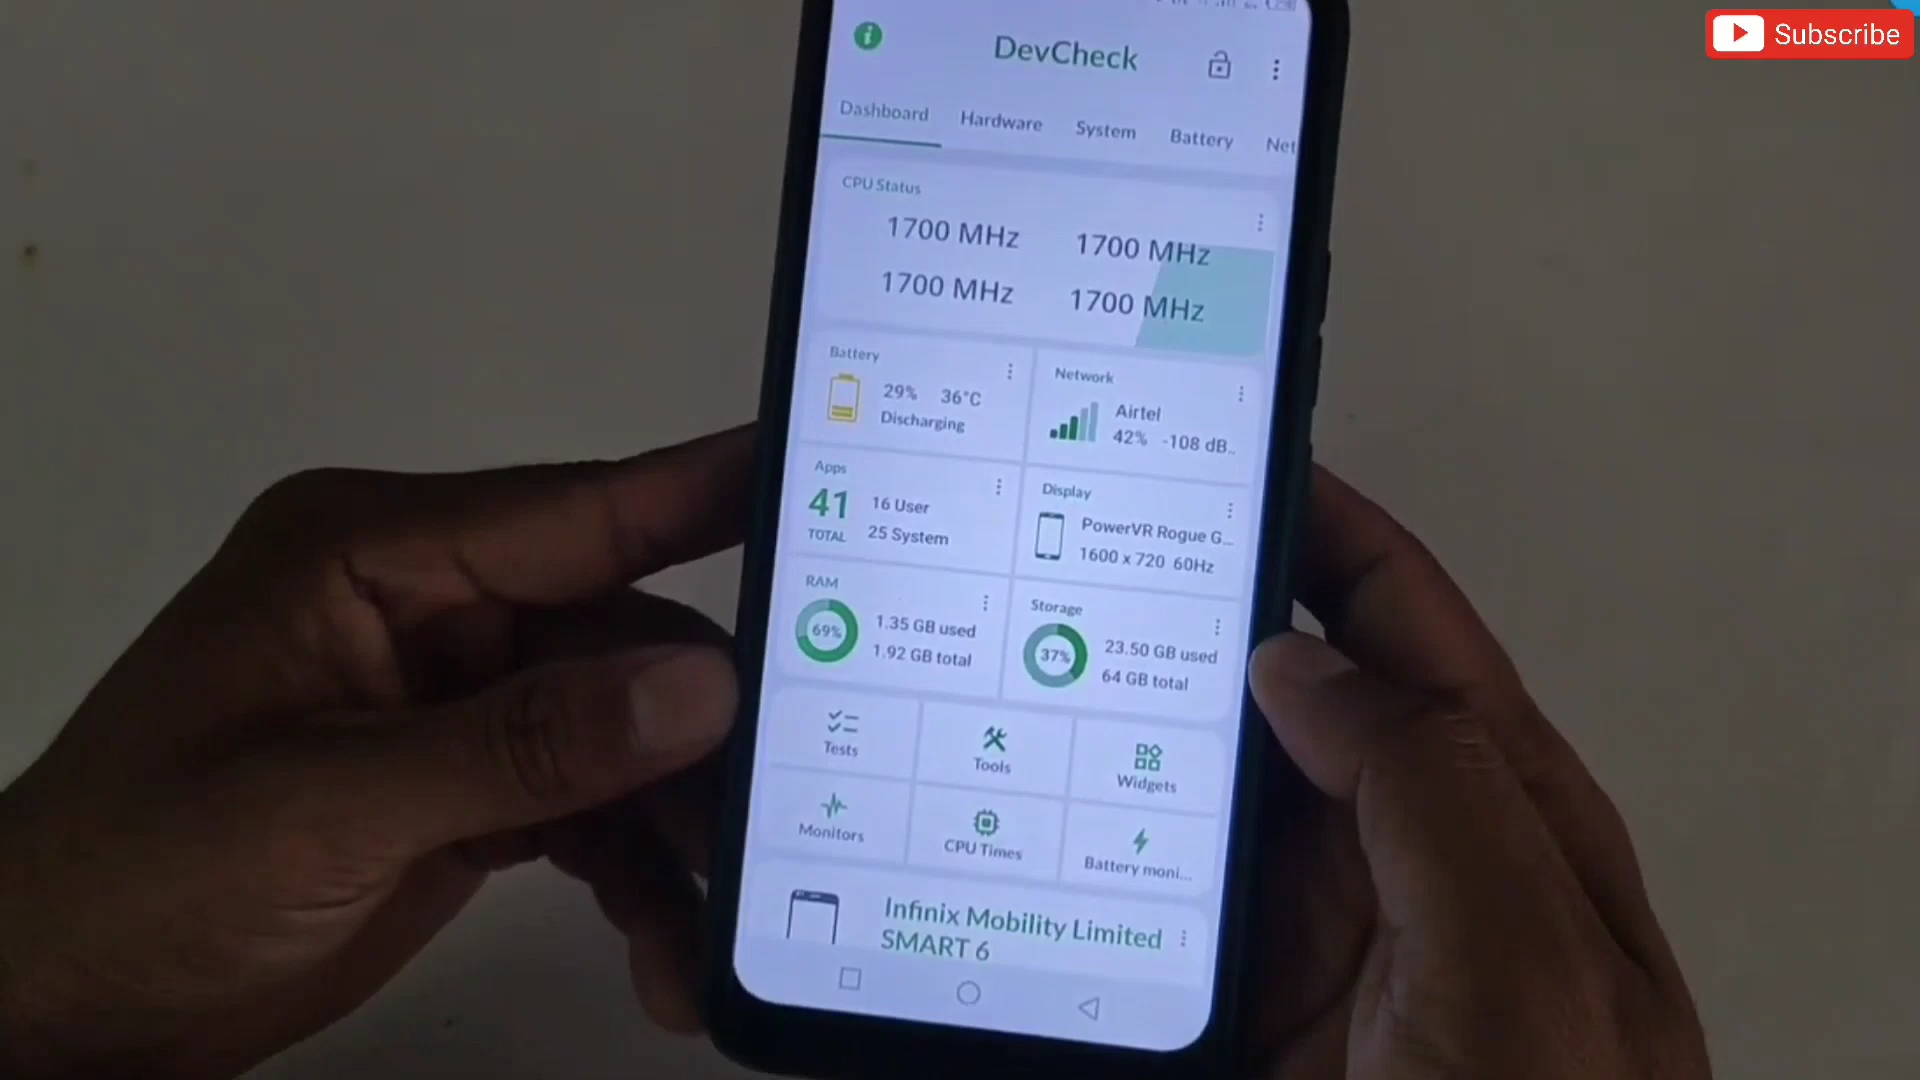 Subscribe
DevCheck
Dashboard Hardware System Battery Net
CPU Status
1700 MHz 1700 MHz
1700 MHz 1700 MHz
Battery
29% 36°C
Discharging
Network
Airtel
42% -108 dB..
Apps
41
TOTAL
16 User
25 System
Display
PowerVR Rogue G...
1600 x 720 60Hz
RAM
69%
1.35 GB used
1.92 GB total
Storage
37%
23.50 GB used
64 GB total
Tests
Tools
Widgets
Monitors
CPU Times
Battery moni...
Infinix Mobility Limited
SMART 6